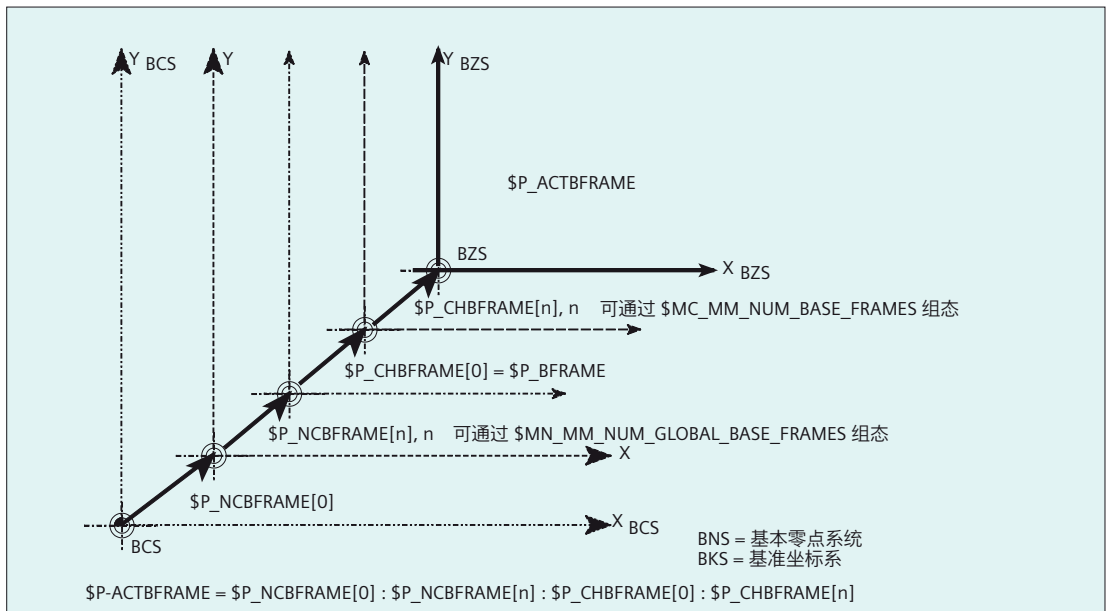 Y BCS
Y
Y BZS
$P_ACTBFRAME
BZS
X BZS
$P_CHBFRAME[n], n 可通过 $MC_MM_NUM_BASE_FRAMES 组态
$P_CHBFRAME[0] = $P_BFRAME
$P_NCBFRAME[n], n 可通过 $MN_MM_NUM_GLOBAL_BASE_FRAMES 组态
X
$P_NCBFRAME[0]
X BCS
BCS
BNS = 基本零点系统
BKS = 基准坐标系
$P-ACTBFRAME = $P_NCBFRAME[0] : $P_NCBFRAME[n] : $P_CHBFRAME[0] : $P_CHBFRAME[n]